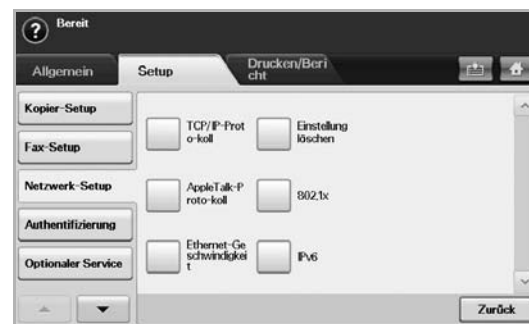 Bereit
Allgemein
Setup
Drucken/Beri
cht
Kopier-Setup
Fax-Setup
Netzwerk-Setup
Authentifizierung
Optionaler Service
TCP/IP-Prot
o-koll
Einstellung
löschen
AppleTalk-P
roto-koll
802,1x
Ethernet-Ge
schwindigkei
t
IPv6
Zurück